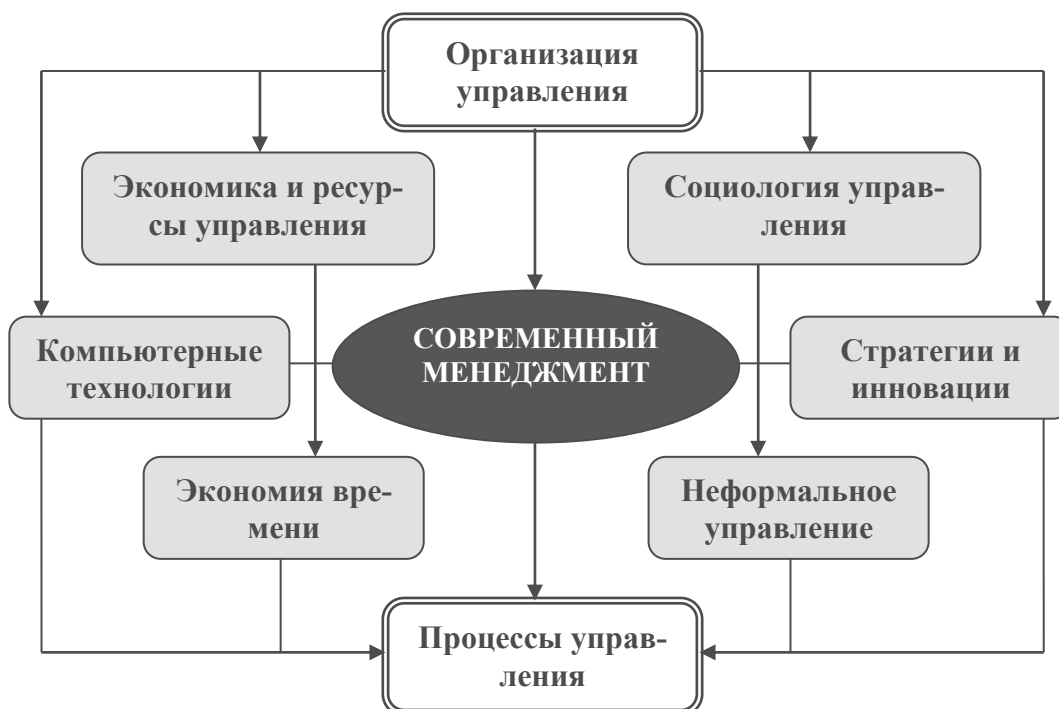 Организация
управления
Экономика и ресур-
сы управления
Социология управ-
ления
Компьютерные
технологии
СОВРЕМЕННЫЙ
МЕНЕДЖМЕНТ
Стратегии и
инновации
Экономия вре-
мени
Неформальное
управление
Процессы управ-
ления